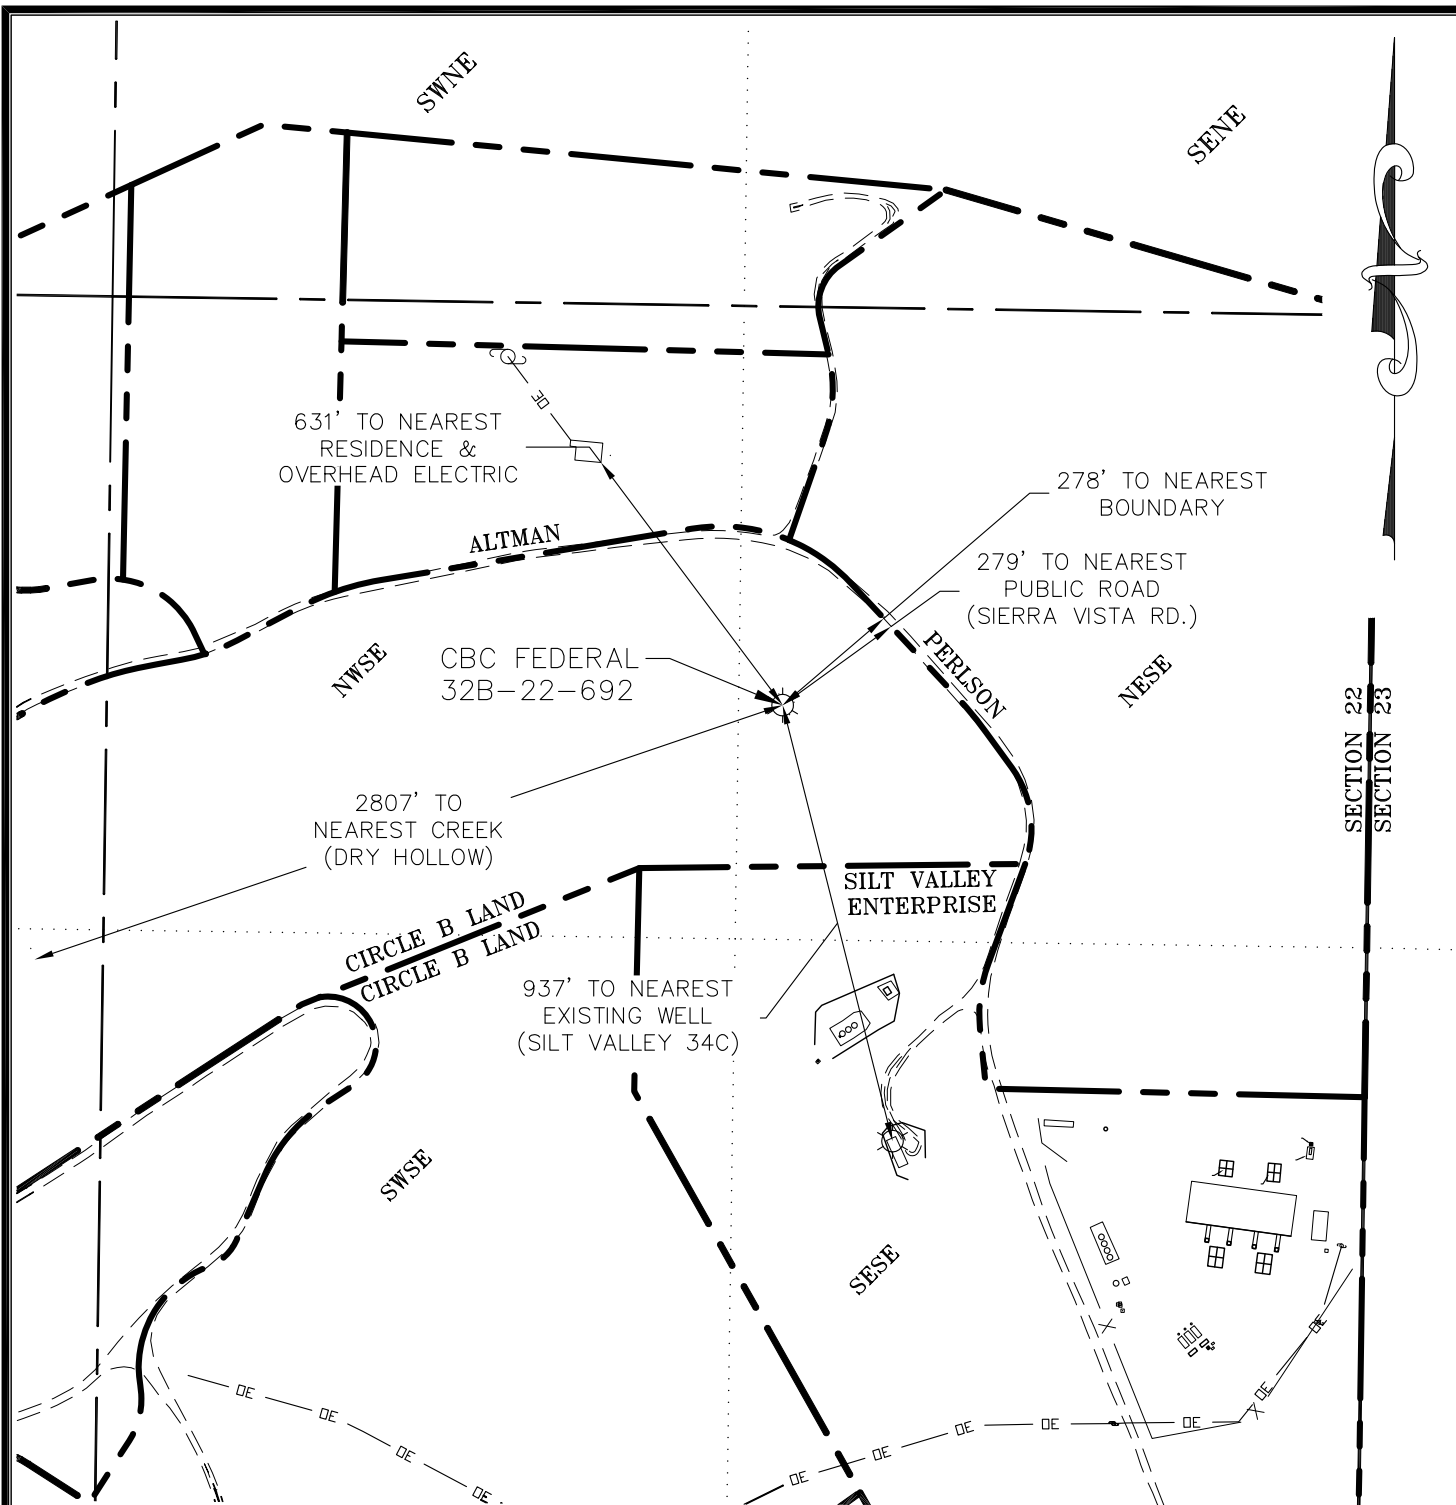 SWNE
SENE
631' TO NEAREST
RESIDENCE &
OVERHEAD ELECTRIC
OE
278' TO NEAREST
BOUNDARY
ALTMAN
279' TO NEAREST
PUBLIC ROAD
(SIERRA VISTA RD.)
NWSE
CBC FEDERAL
32B-22-692
PERLSON
NESE
SECTION 22
SECTION 23
2807' TO
NEAREST CREEK
(DRY HOLLOW)
SILT VALLEY
ENTERPRISE
CIRCLE B LAND
CIRCLE B LAND
937' TO NEAREST
EXISTING WELL
(SILT VALLEY 34C)
SWSE
SESE
X
OE
OE
OE
OE
OE
OE
OE
OE
OE
OE
X